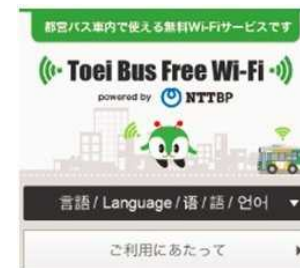 都営バス車内で使える無料Wi-Fiサービスです
Toei Bus Free Wi-Fi
powered by NTTBP
言語 / Language / 语 / 語 / 언어 ▼
ご利用にあたって